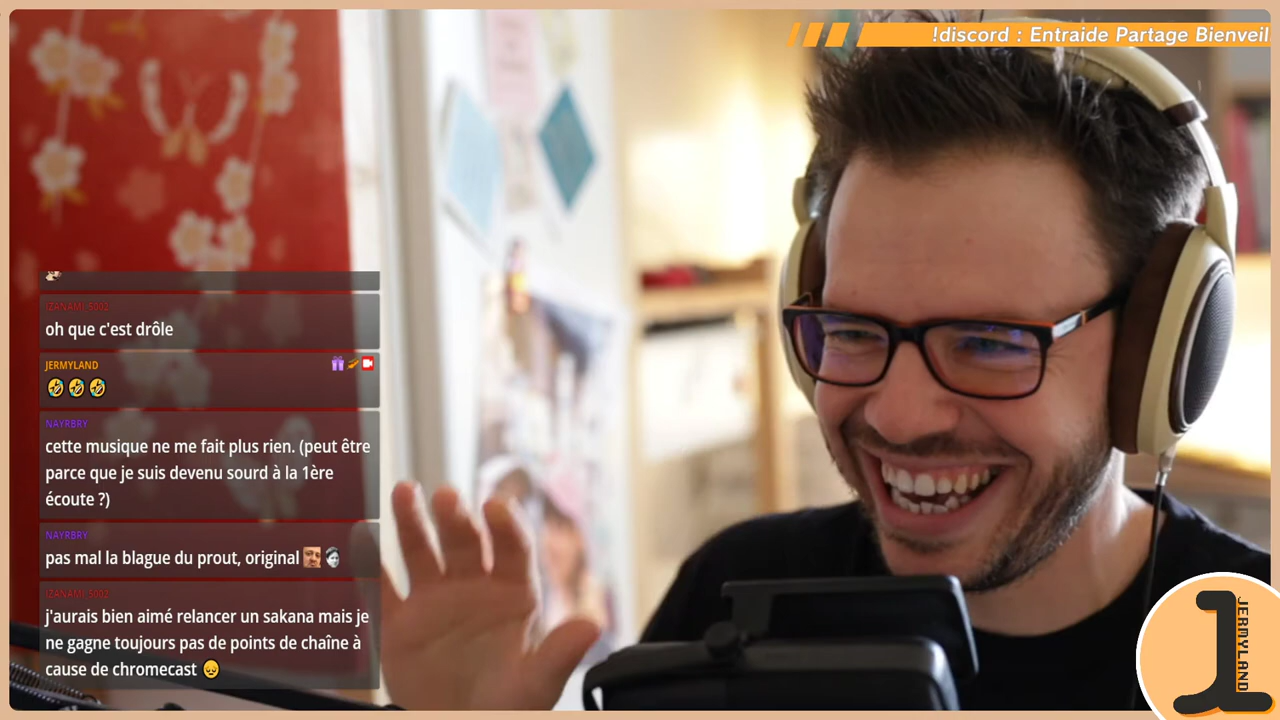 !discord : Entraide Partage Bienveil
IZANAMI_5002
oh que c'est drôle
JERMYLAND
🤣 🤣 🤣
NAYRBRY
cette musique ne me fait plus rien. (peut être
parce que je suis devenu sourd à la 1ère
écoute ?)
NAYRBRY
pas mal la blague du prout, original
IZANAMI_5002
j'aurais bien aimé relancer un sakana mais je
ne gagne toujours pas de points de chaîne à
cause de chromecast 😔
JERMYLAND